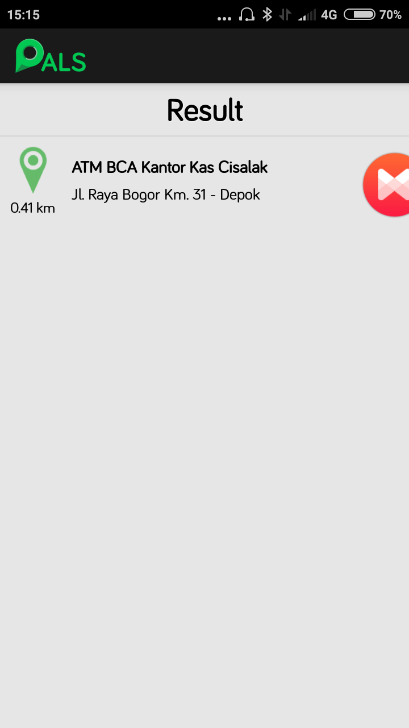 15:15
... 4G 70%
PALS
Result
ATM BCA Kantor Kas Cisalak
Jl. Raya Bogor Km. 31 - Depok
0.41 km